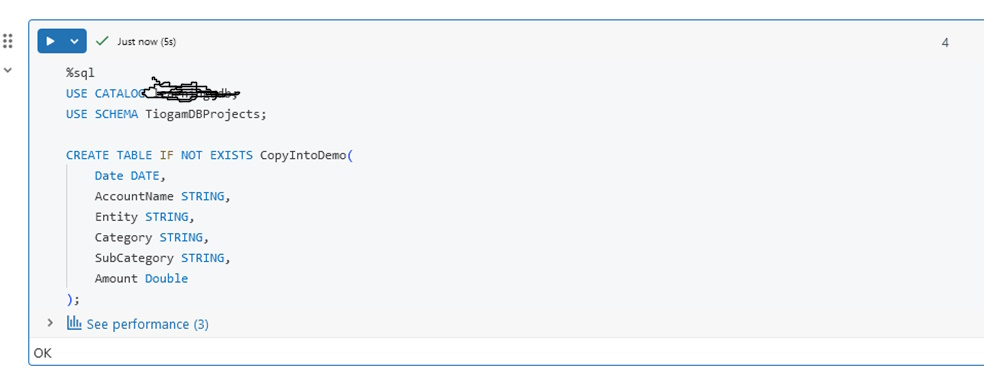 Just now (5s)
4
%sql
USE CATALOG
USE SCHEMA TiogamDBProjects;
CREATE TABLE IF NOT EXISTS CopyIntoDemo(
Date DATE,
AccountName STRING,
Entity STRING,
Category STRING,
SubCategory STRING,
Amount Double
);
See performance (3)
OK